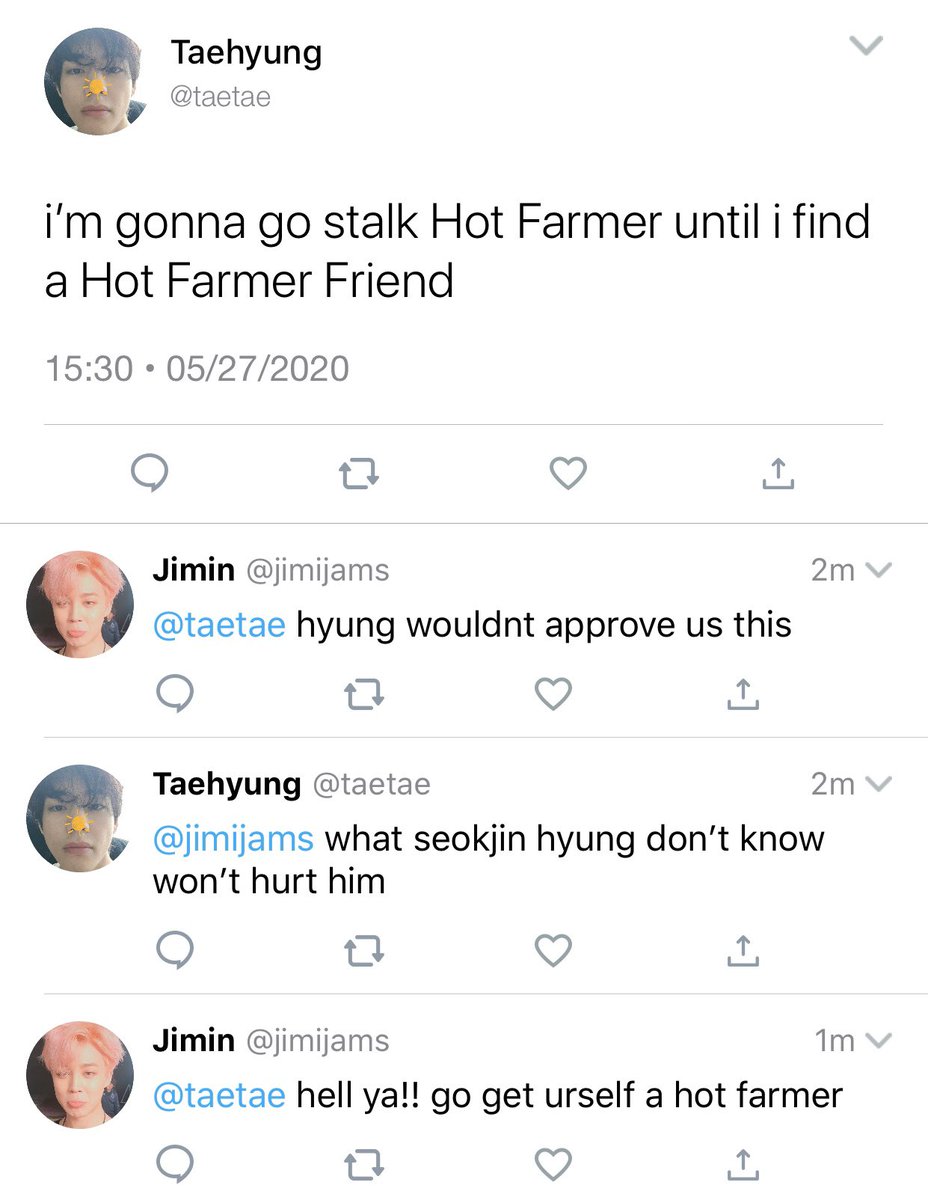 Taehyung
@taetae
i’m gonna go stalk Hot Farmer until i find
a Hot Farmer Friend
15:30 • 05/27/2020
Jimin @jimijams 2m
@taetae hyung wouldnt approve us this
Taehyung @taetae 2m
@jimijams what seokjin hyung don’t know
won’t hurt him
Jimin @jimijams 1m
@taetae hell ya!! go get urself a hot farmer